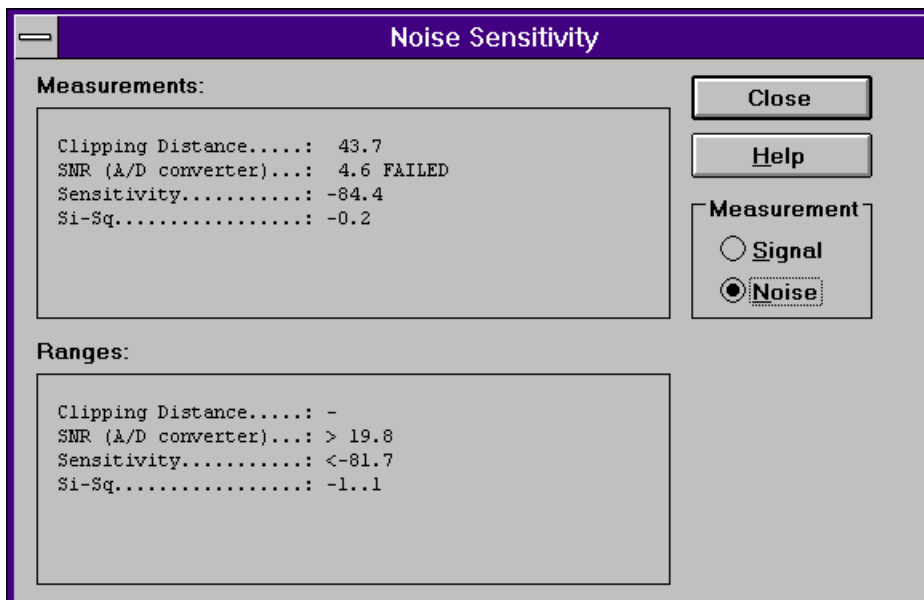 Noise Sensitivity
Measurements:
Clipping Distance.....: 43.7
SNR (A/D converter)...: 4.6 FAILED
Sensitivity...........: -84.4
Si-Sq.................: -0.2
Close
Help
Measurement
Signal
Noise
Ranges:
Clipping Distance.....: -
SNR (A/D converter)...: > 19.8
Sensitivity...........: <-81.7
Si-Sq.................: -1..1